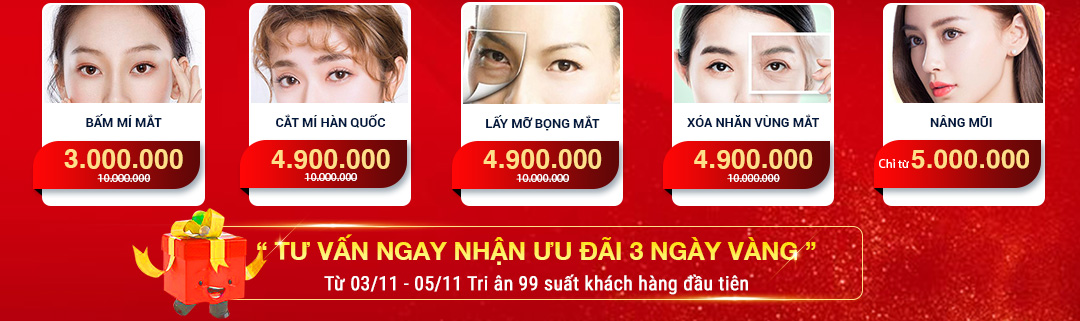 BẤM MÍ MẮT
3.000.000
10.000.000
CẮT MÍ HÀN QUỐC
4.900.000
10.000.000
LẤY MỠ BỌNG MẮT
4.900.000
10.000.000
XÓA NHĂN VÙNG MẮT
4.900.000
10.000.000
NÂNG MŨI
Chỉ từ 5.000.000
“ TƯ VẤN NGAY NHẬN ƯU ĐÃI 3 NGÀY VÀNG ”
Từ 03/11 - 05/11 Tri ân 99 suất khách hàng đầu tiên